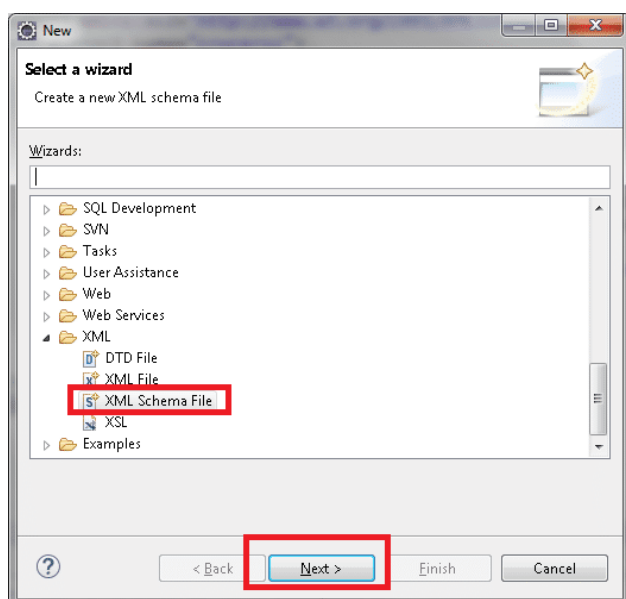 New
Select a wizard
Create a new XML schema file
Wizards:
SQL Development
SVN
Tasks
User Assistance
Web
Web Services
XML
DTD File
XML File
XML Schema File
XSL
Examples
? < Back Next > Finish Cancel